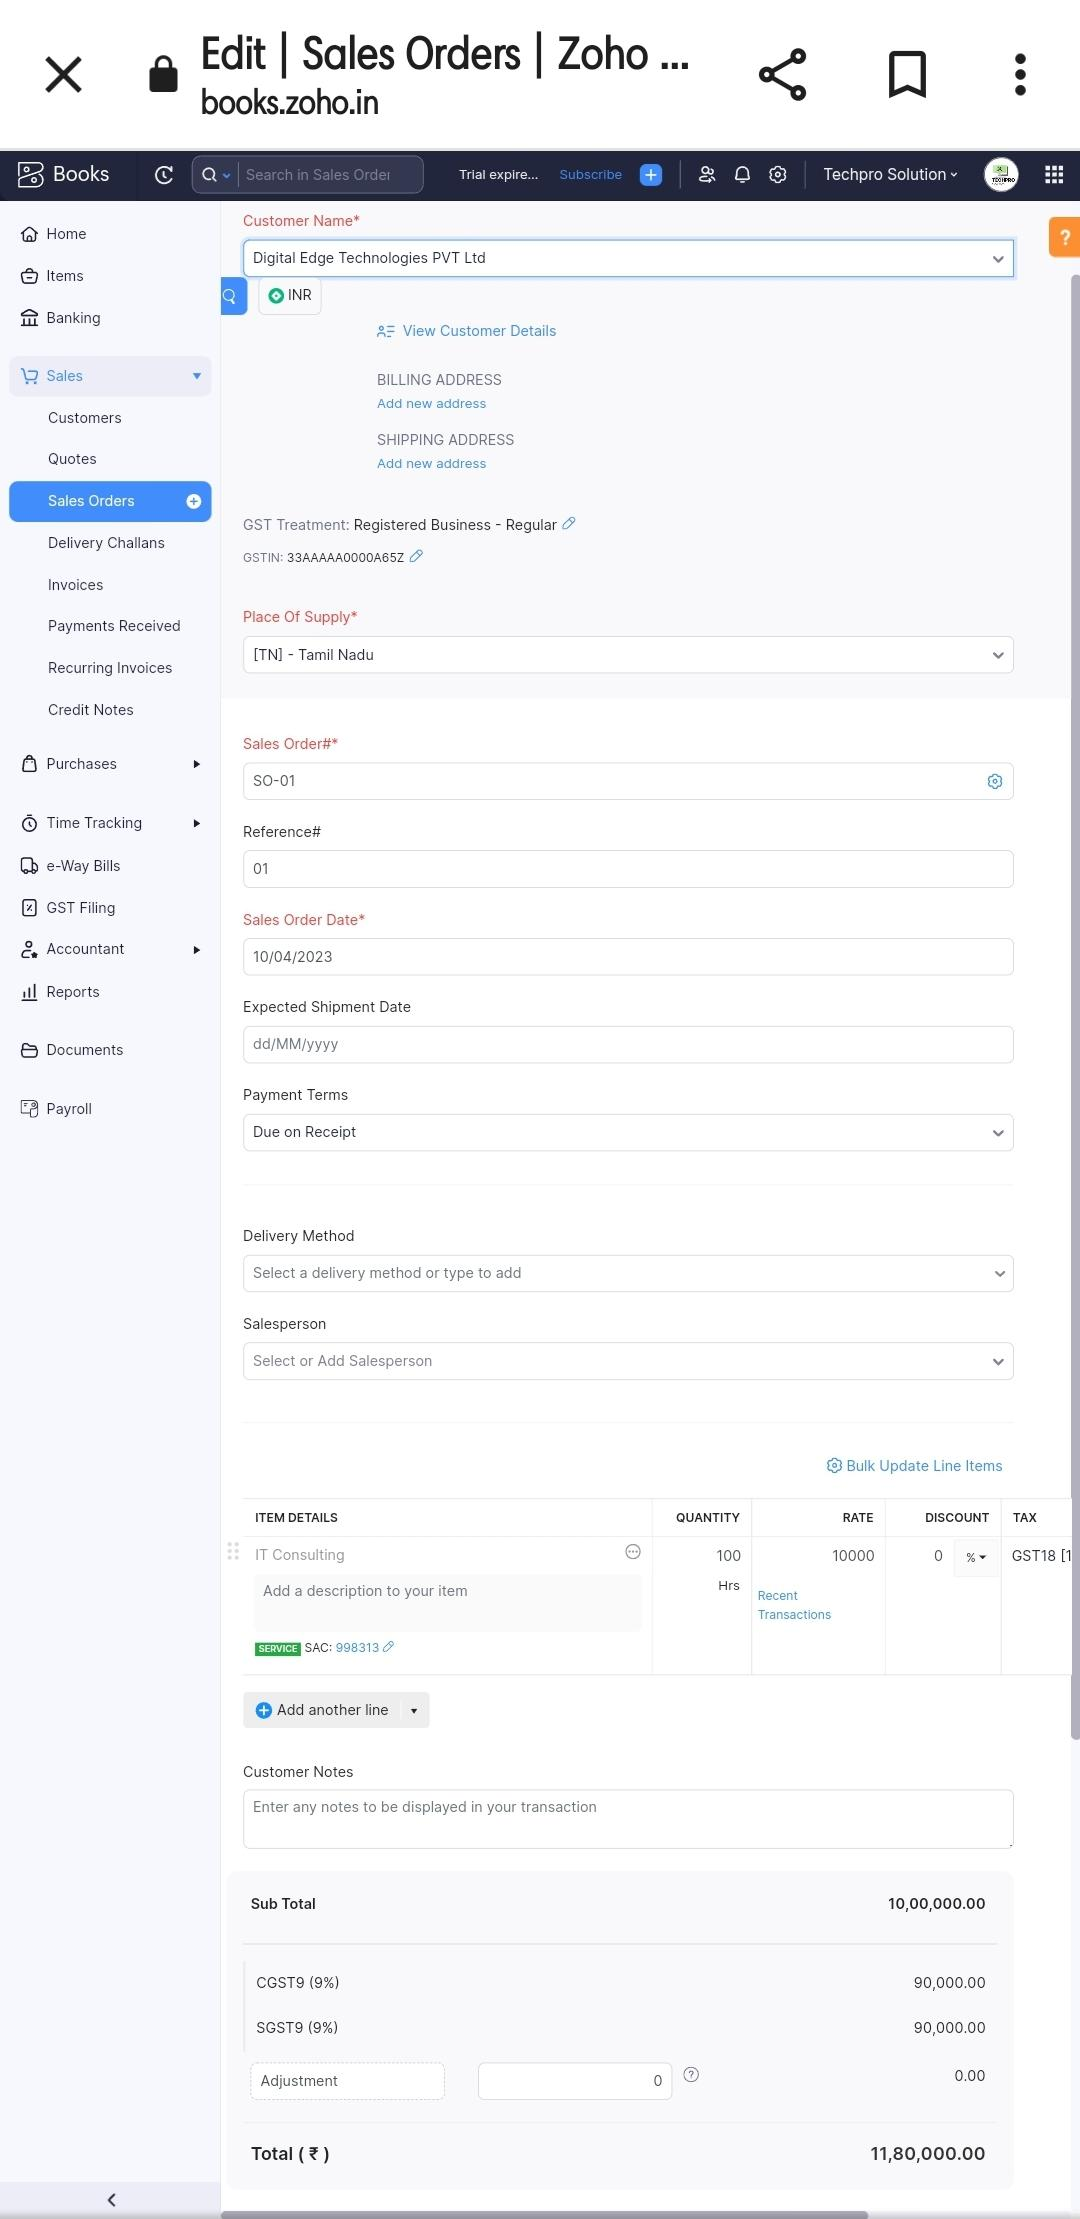 Edit | Sales Orders | Zoho ...
books.zoho.in
Books
Search in Sales Order
Trial expire...
Subscribe
Techpro Solution
TECHPRO
Home
Items
Banking
Sales
Customers
Quotes
Sales Orders
Delivery Challans
Invoices
Payments Received
Recurring Invoices
Credit Notes
Purchases
Time Tracking
e-Way Bills
GST Filing
Accountant
Reports
Documents
Payroll
Customer Name*
?
Digital Edge Technologies PVT Ltd
INR
View Customer Details
BILLING ADDRESS
Add new address
SHIPPING ADDRESS
Add new address
GST Treatment: Registered Business - Regular
GSTIN: 33AAAAA0000A65Z
Place Of Supply*
[TN] - Tamil Nadu
Sales Order#*
SO-01
Reference#
01
Sales Order Date*
10/04/2023
Expected Shipment Date
dd/MM/yyyy
Payment Terms
Due on Receipt
Delivery Method
Select a delivery method or type to add
Salesperson
Select or Add Salesperson
Bulk Update Line Items
ITEM DETAILS QUANTITY RATE DISCOUNT TAX
IT Consulting 100 10000 0 % GST18 [1
Hrs
Add a description to your item
Recent
Transactions
SERVICE SAC: 998313
Add another line
Customer Notes
Enter any notes to be displayed in your transaction
Sub Total 10,00,000.00
CGST9 (9%) 90,000.00
SGST9 (9%) 90,000.00
Adjustment 0 ? 0.00
Total ( ₹ ) 11,80,000.00